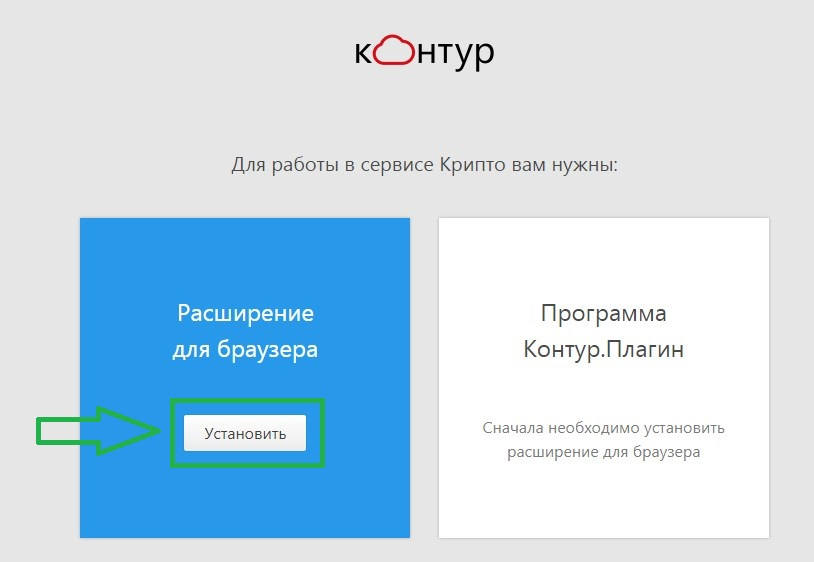 контур
Для работы в сервисе Крипто вам нужны:
Расширение
для браузера
Установить
Программа
Контур.Плагин
Сначала необходимо установить
расширение для браузера